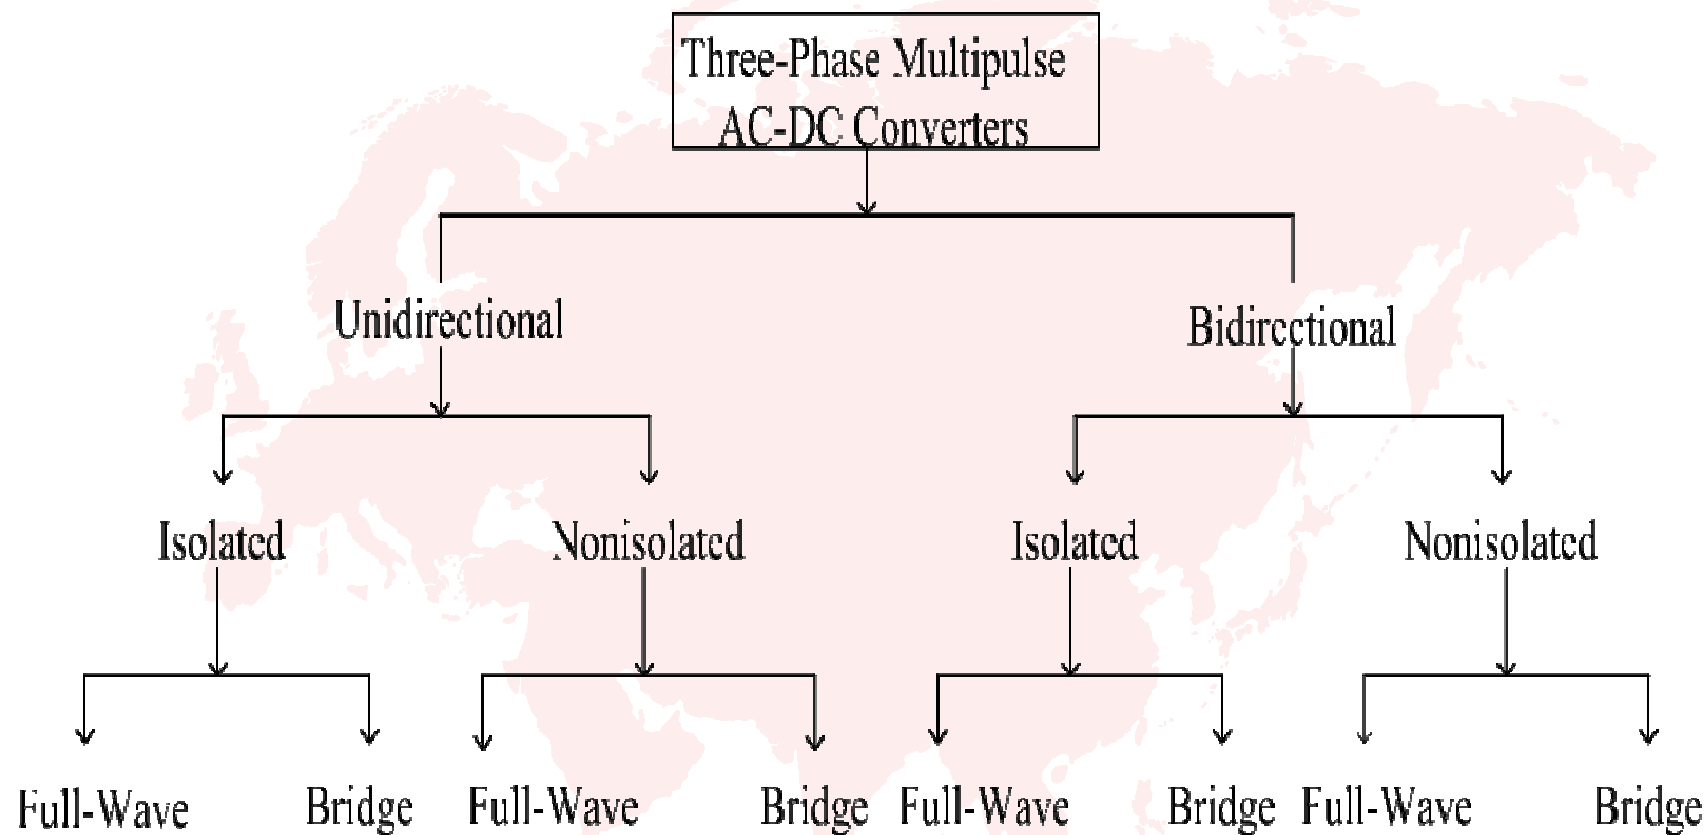 Three-Phase Multipulse
AC-DC Converters
Unidirectional
Bidirectional
Isolated
Nonisolated
Isolated
Nonisolated
Full-Wave
Bridge
Full-Wave
Bridge
Full-Wave
Bridge
Full-Wave
Bridge